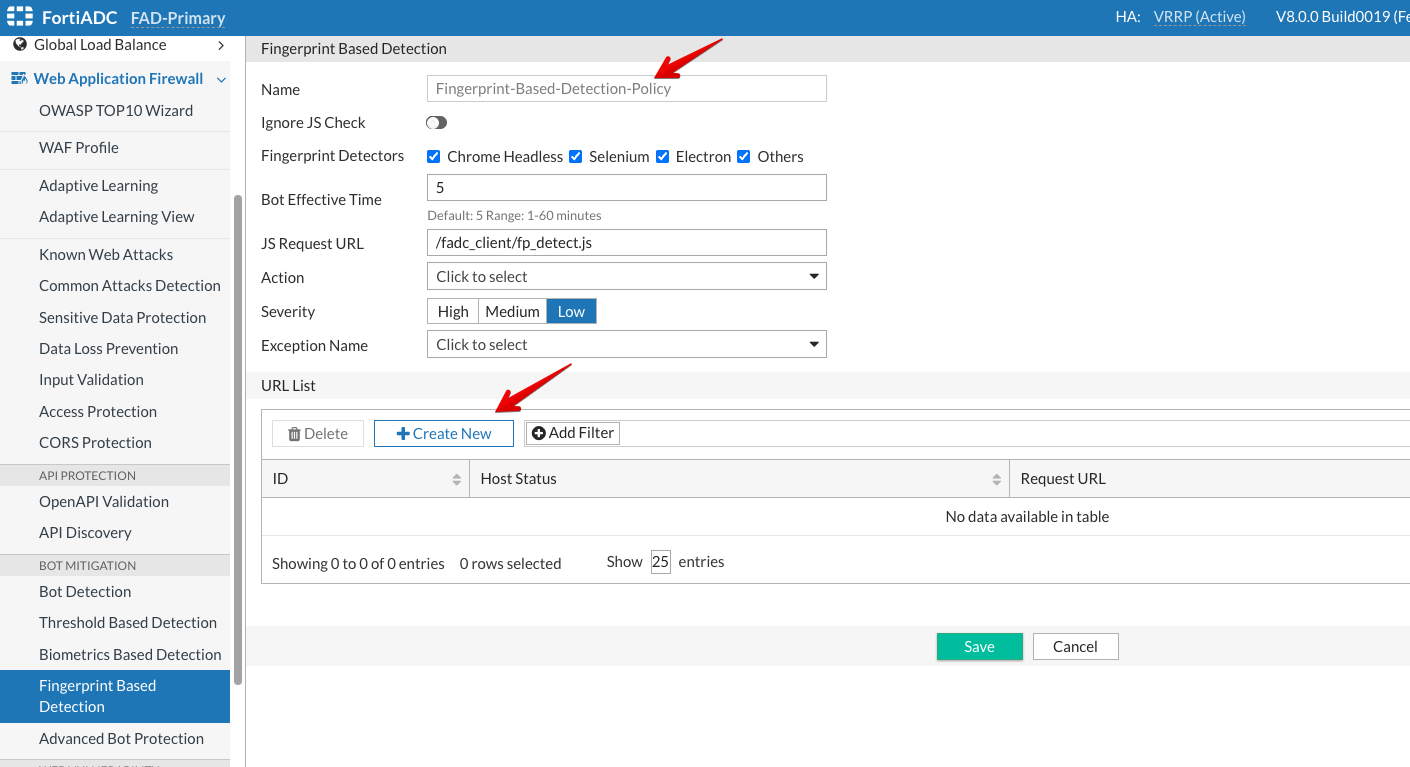 FortiADC FAD-Primary HA: VRRP (Active) V8.0.0 Build0019 (Fe
Global Load Balance
Web Application Firewall
OWASP TOP10 Wizard
WAF Profile
Adaptive Learning
Adaptive Learning View
Known Web Attacks
Common Attacks Detection
Sensitive Data Protection
Data Loss Prevention
Input Validation
Access Protection
CORS Protection
API PROTECTION
OpenAPI Validation
API Discovery
BOT MITIGATION
Bot Detection
Threshold Based Detection
Biometrics Based Detection
Fingerprint Based
Detection
Advanced Bot Protection
Fingerprint Based Detection
Name Fingerprint-Based-Detection-Policy
Ignore JS Check
Fingerprint Detectors Chrome Headless Selenium Electron Others
Bot Effective Time 5
Default: 5 Range: 1-60 minutes
JS Request URL /fadc_client/fp_detect.js
Action Click to select
Severity High Medium Low
Exception Name Click to select
URL List
Delete Create New Add Filter
ID Host Status Request URL
No data available in table
Showing 0 to 0 of 0 entries 0 rows selected Show 25 entries
Save Cancel